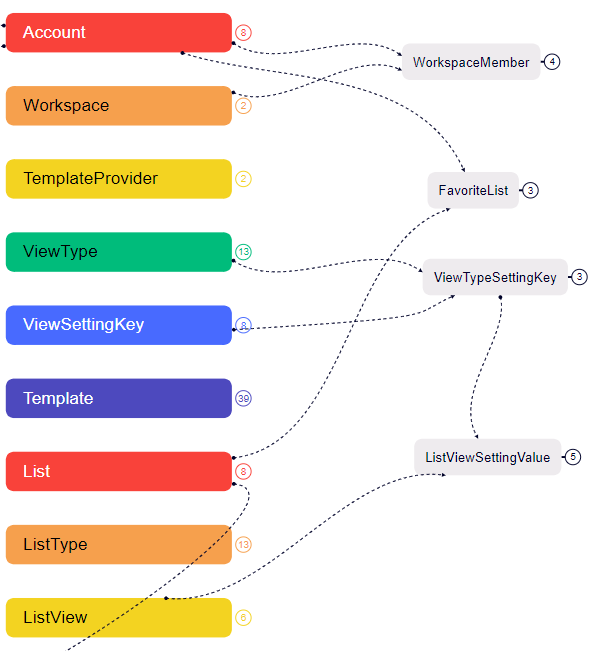 Account 8
WorkspaceMember 4
Workspace 2
TemplateProvider 2
FavoriteList 3
ViewType 13
ViewTypeSettingKey 3
ViewSettingKey 8
Template 39
ListViewSettingValue 5
List 8
ListType 13
ListView 6